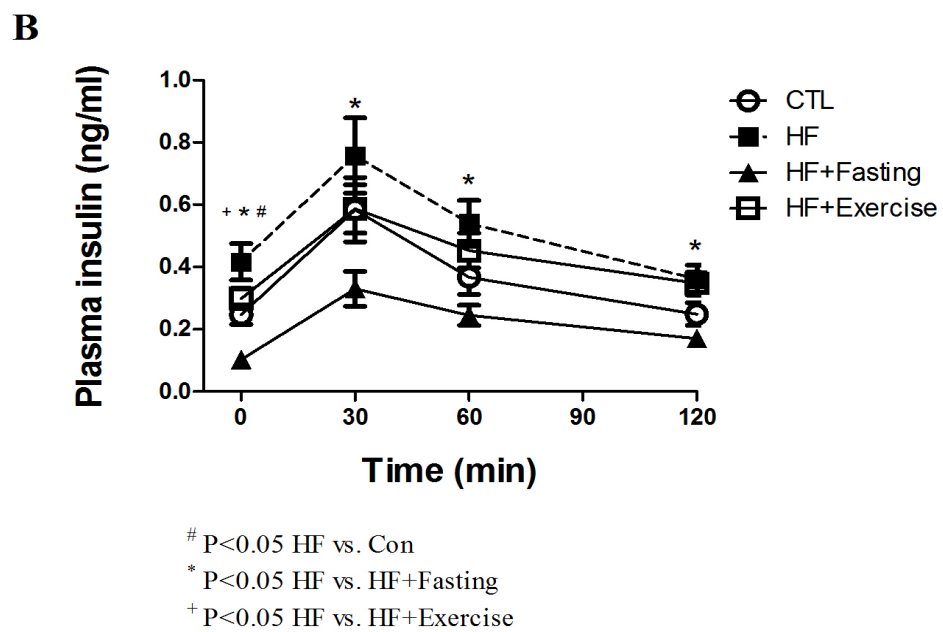 B
Plasma insulin (ng/ml)
1.0
0.8
0.6
0.4
0.2
0.0
*
+ * #
*
*
0 30 60 90 120
Time (min)
CTL
HF
HF+Fasting
HF+Exercise
# P<0.05 HF vs. Con
* P<0.05 HF vs. HF+Fasting
+ P<0.05 HF vs. HF+Exercise